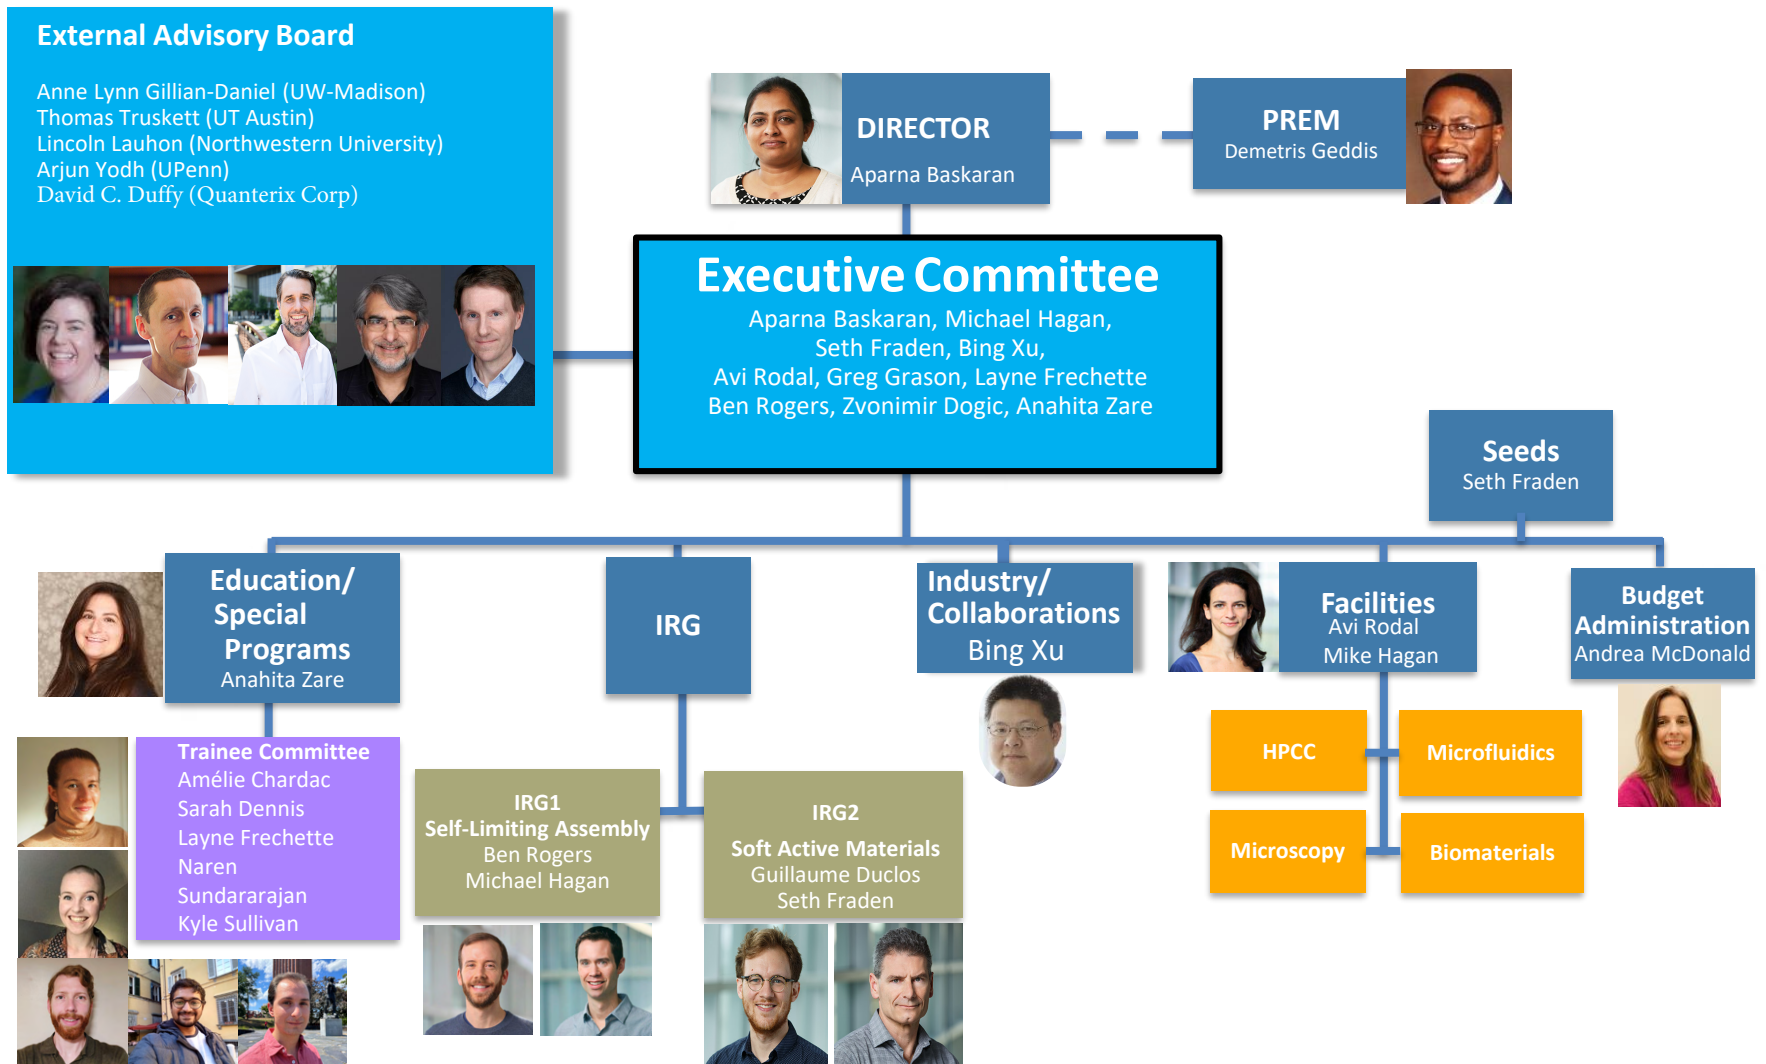 External Advisory Board
Anne Lynn Gillian-Daniel (UW-Madison)
Thomas Truskett (UT Austin)
Lincoln Lauhon (Northwestern University)
Arjun Yodh (UPenn)
David C. Duffy (Quanterix Corp)
DIRECTOR
Aparna Baskaran
PREM
Demetris Geddis
Executive Committee
Aparna Baskaran, Michael Hagan,
Seth Fraden, Bing Xu,
Avi Rodal, Greg Grason, Layne Frechette
Ben Rogers, Zvonimir Dogic, Anahita Zare
Seeds
Seth Fraden
Education/
Special
Programs
Anahita Zare
IRG
Industry/
Collaborations
Bing Xu
Facilities
Avi Rodal
Mike Hagan
Budget
Administration
Andrea McDonald
Trainee Committee
Amélie Chardac
Sarah Dennis
Layne Frechette
Naren
Sundararajan
Kyle Sullivan
IRG1
Self-Limiting Assembly
Ben Rogers
Michael Hagan
IRG2
Soft Active Materials
Guillaume Duclos
Seth Fraden
HPCC
Microfluidics
Microscopy
Biomaterials